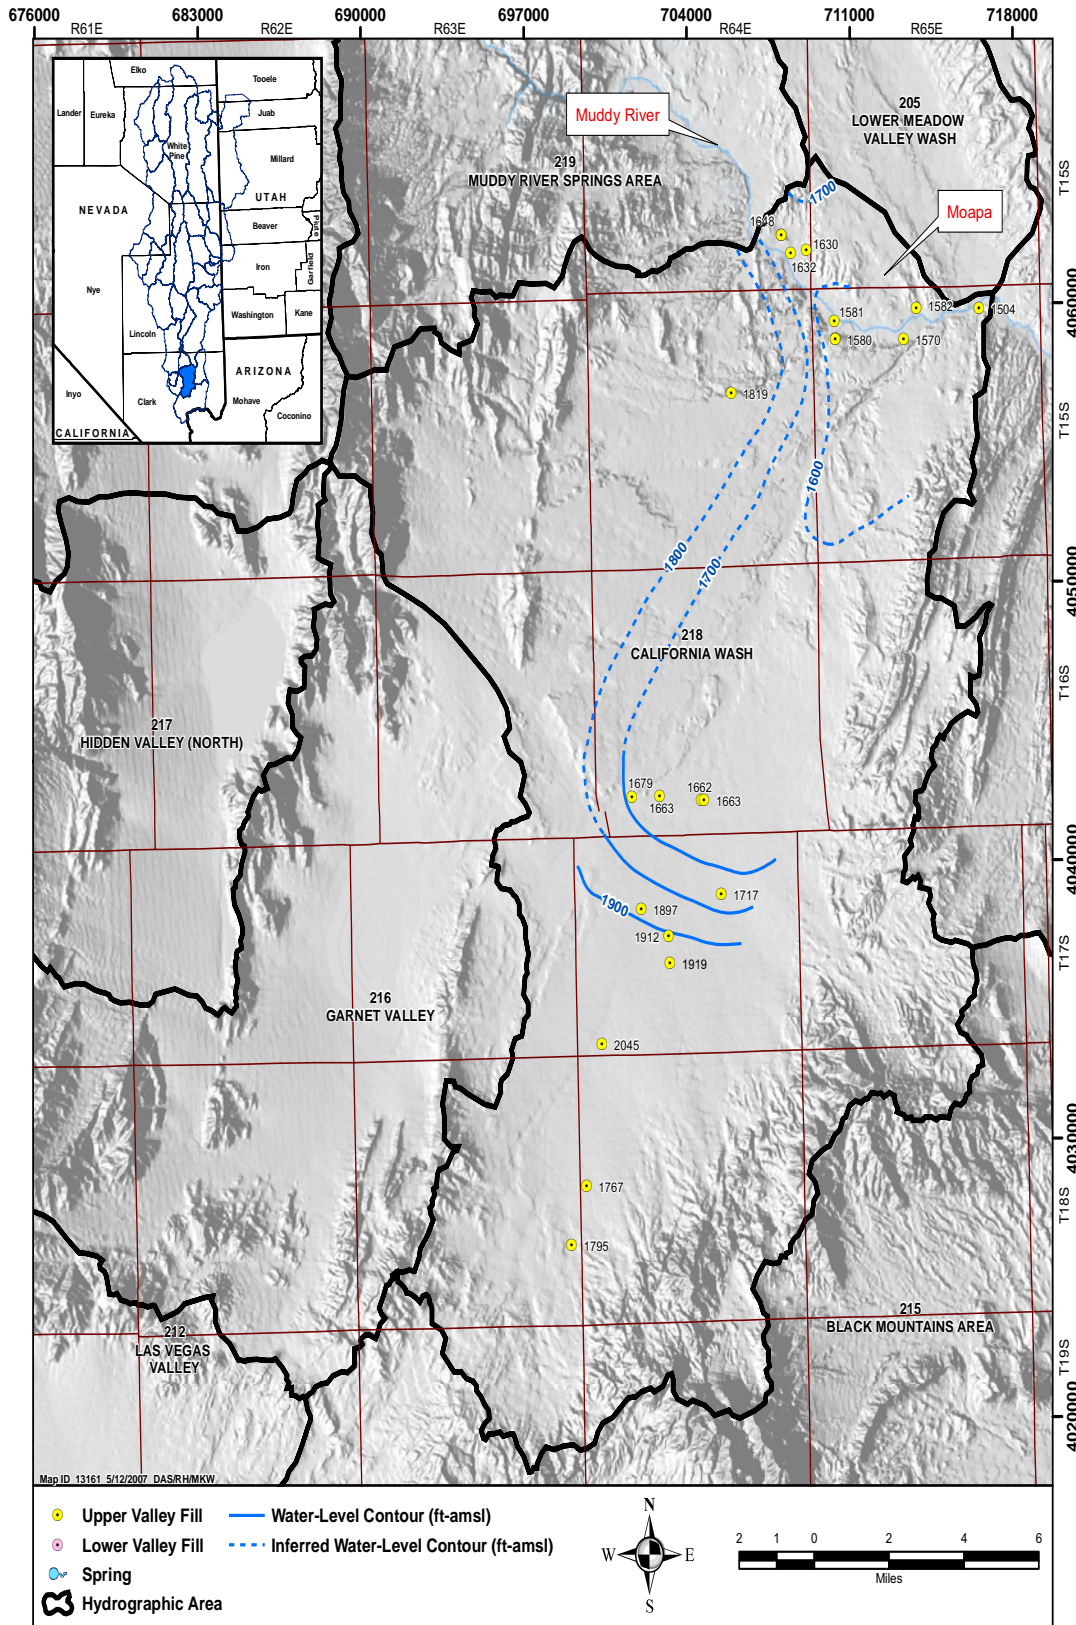 676000 683000 690000 697000 704000 711000 718000
R61E R62E R63E R64E R65E
Elko
Tooele
Lander
Eureka
Juab
White
Pine
Millard
UTAH
NEVADA
Beaver
Piute
Iron
Garfield
Nye
Washington
Kane
Lincoln
ARIZONA
Inyo
Clark
Mohave
Coconino
CALIFORNIA
Muddy River
205
LOWER MEADOW
VALLEY WASH
219
MUDDY RIVER SPRINGS AREA
T15S
1700
Moapa
1648
1630
1632
4060000
1581
1582
1504
1580
1570
1819
T15S
1600
1800
1700
4050000
218
CALIFORNIA WASH
T16S
217
HIDDEN VALLEY (NORTH)
1679
1663
1662
1663
4040000
1717
1900
1897
1912
1919
T17S
216
GARNET VALLEY
2045
4030000
1767
T18S
1795
215
BLACK MOUNTAINS AREA
212
LAS VEGAS
VALLEY
T19S
4020000
Map ID 13161 5/12/2007 DAS/RH/MKW
Upper Valley Fill
Lower Valley Fill
Spring
Hydrographic Area
Water-Level Contour (ft-amsl)
Inferred Water-Level Contour (ft-amsl)
N
W E
S
2 1 0 2 4 6
Miles